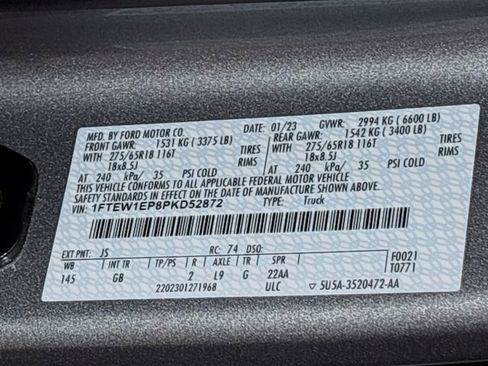 MFD. BY FORD MOTOR CO.
DATE: 01/23 GVWR: 2994 KG ( 6600 LB)
FRONT GAWR: 1531 KG ( 3375 LB) REAR GAWR: 1542 KG ( 3400 LB)
WITH 275/65R18 116T TIRES WITH 275/65R18 116T TIRES
18x8.5J RIMS 18x8.5J RIMS
AT 240 kPa/ 35 PSI COLD AT 240 kPa/ 35 PSI COLD
THIS VEHICLE CONFORMS TO ALL APPLICABLE FEDERAL MOTOR VEHICLE
SAFETY STANDARDS IN EFFECT ON THE DATE OF MANUFACTURE SHOWN ABOVE.
VIN: 1FTEW1EP8PKD52872 TYPE: Truck
EXT PNT: JS RC: 74 DSO: F0021
WB INT TR TP/PS R AXLE TR SPR T0771
145 GB 2 L9 G 22AA
2202301271968 ULC ▽ 5U5A-3520472-AA